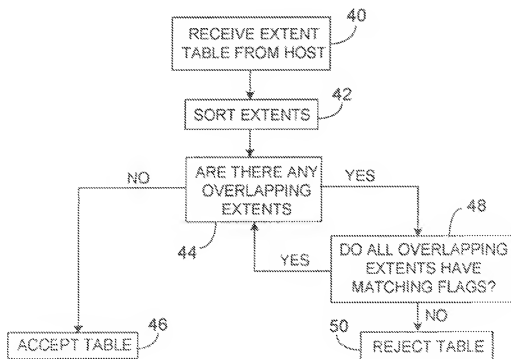 40
RECEIVE EXTENT
TABLE FROM HOST
42
SORT EXTENTS
NO
ARE THERE ANY
OVERLAPPING
EXTENTS
YES
44
48
YES
DO ALL OVERLAPPING
EXTENTS HAVE
MATCHING FLAGS?
NO
46
50
ACCEPT TABLE
REJECT TABLE